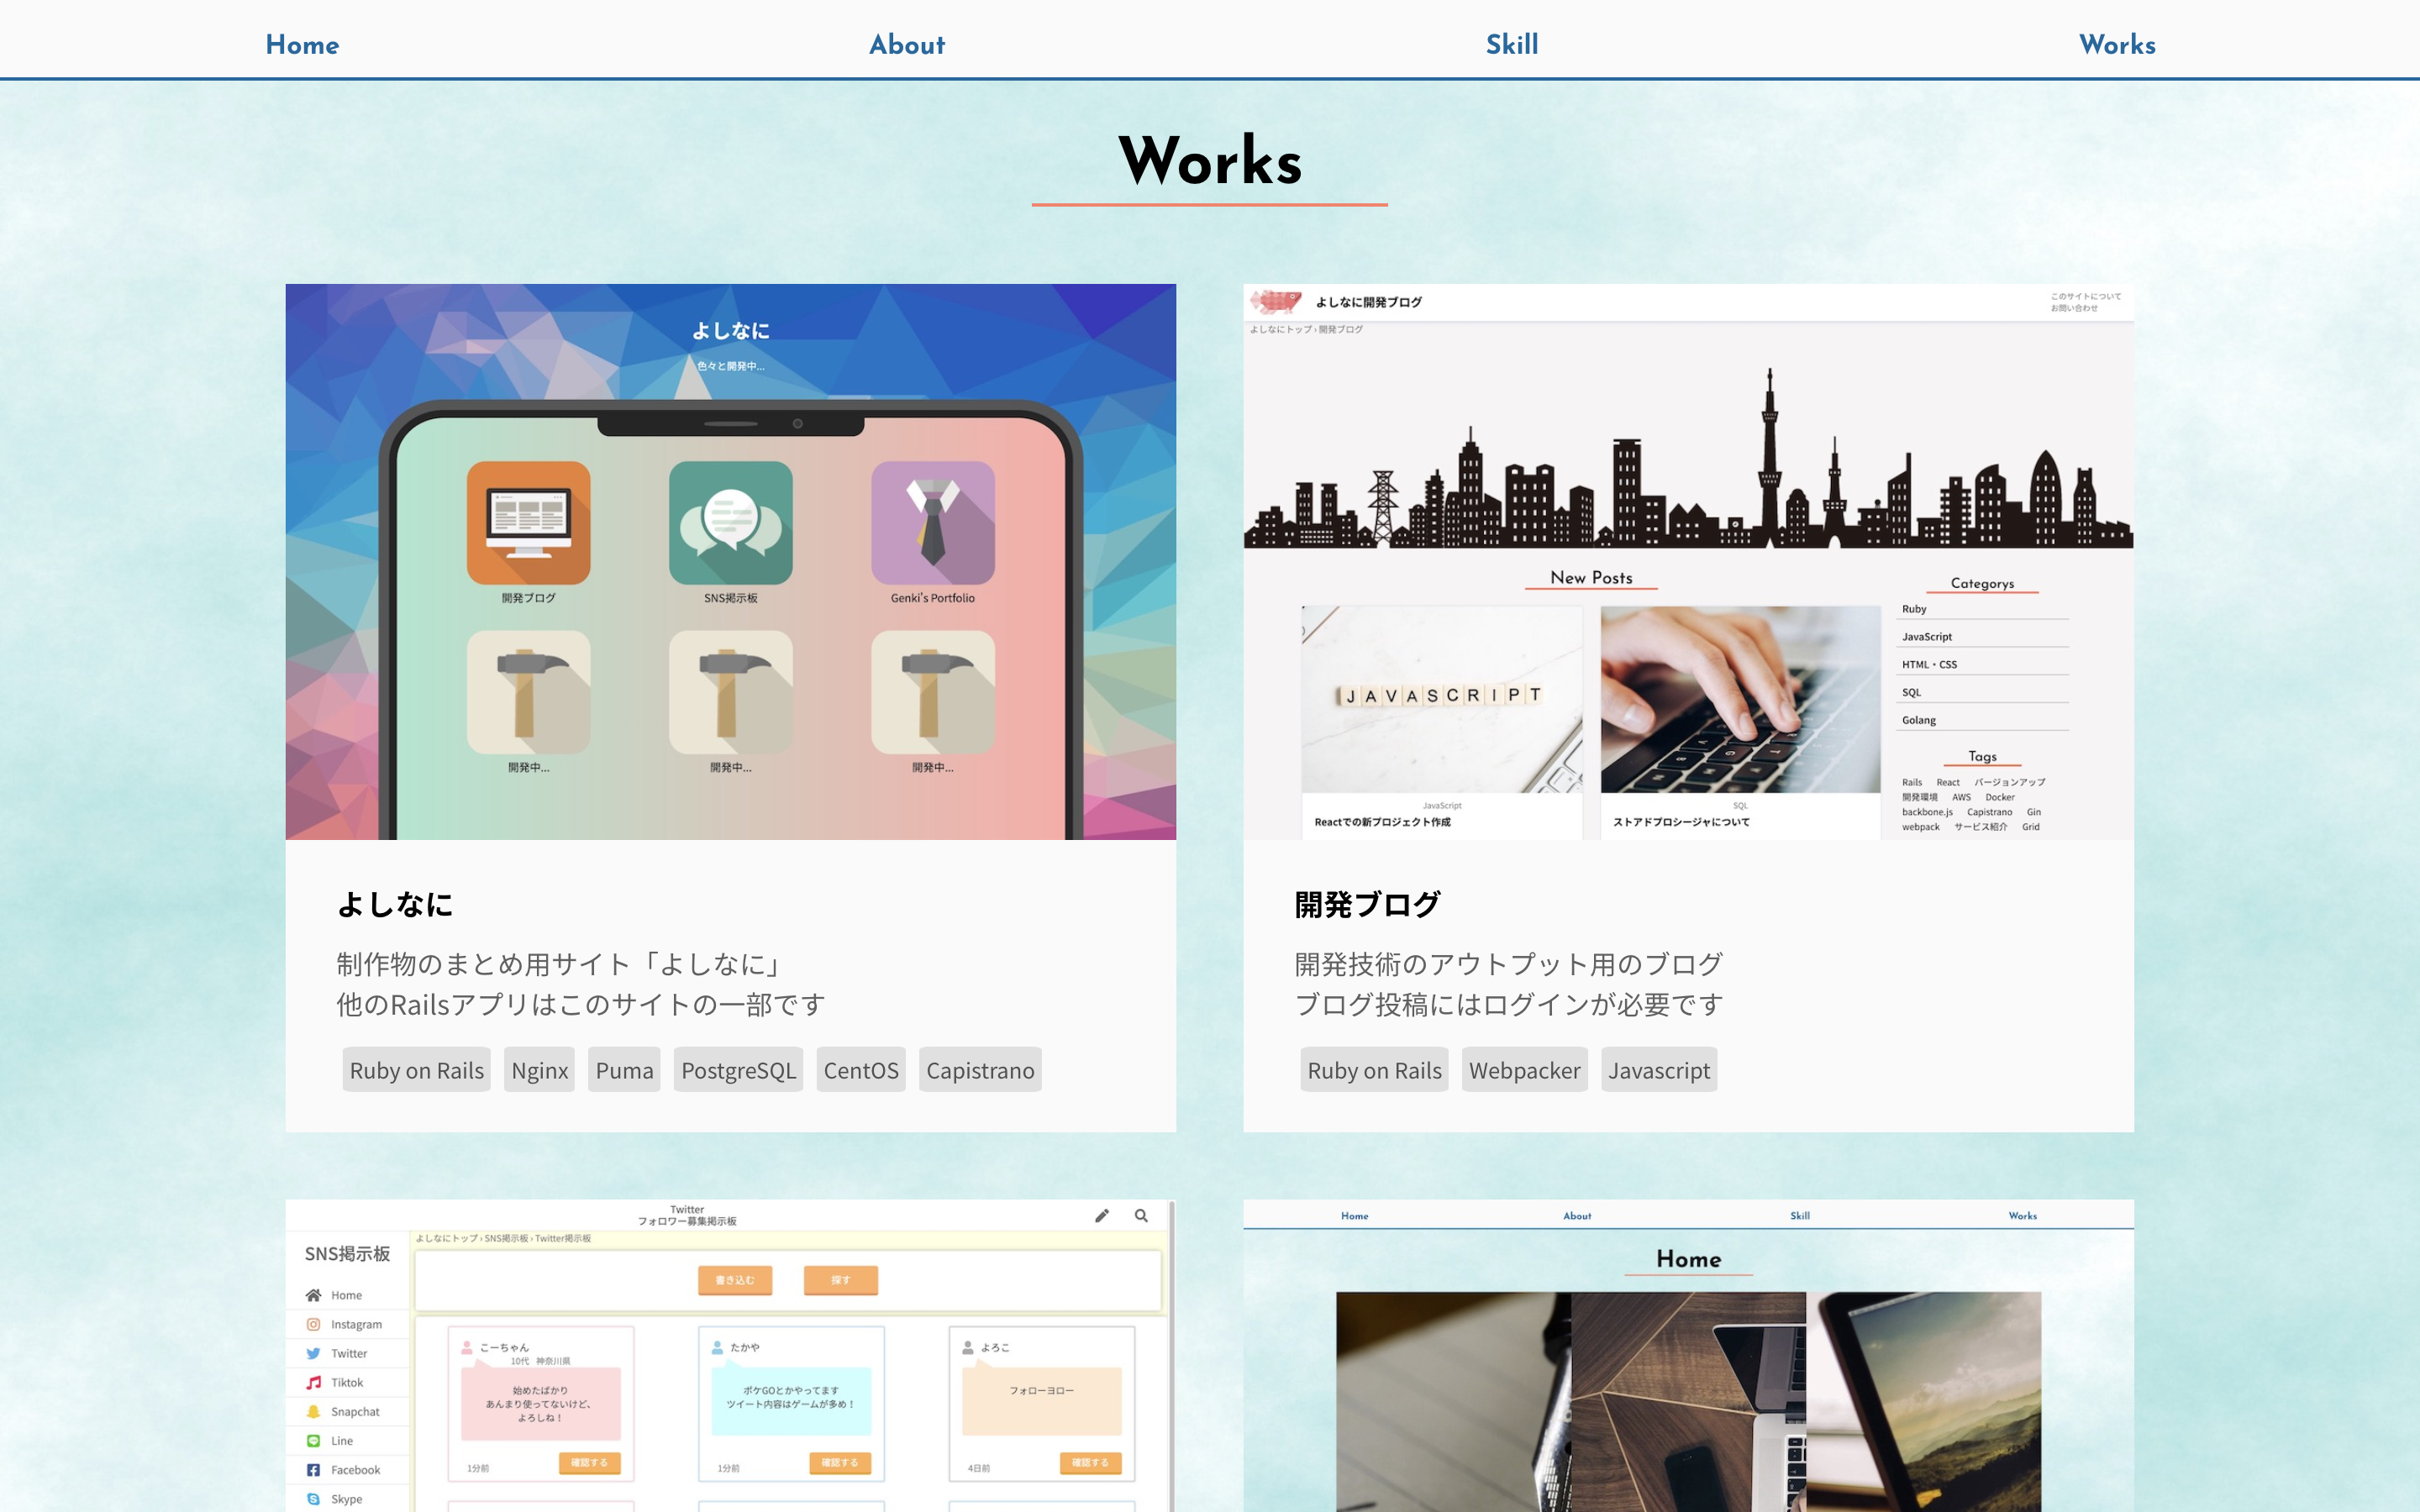 Home
About
Skill
Works
Works
よしなに
色々と開発中...
開発ブログ
SNS掲示板
Genki's Portfolio
開発中...
開発中...
開発中...
よしなに
制作物のまとめ用サイト「よしなに」
他のRailsアプリはこのサイトの一部です
Ruby on Rails
Nginx
Puma
PostgreSQL
CentOS
Capistrano
よしなに開発ブログ
このサイトについて
お問い合わせ
よしなにトップ › 開発ブログ
New Posts
JAVASCRIPT
JavaScript
Reactでの新プロジェクト作成
SQL
ストアドプロシージャについて
Categorys
Ruby
JavaScript
HTML・CSS
SQL
Golang
Tags
Rails React バージョンアップ
開発環境 AWS Docker
backbone.js Capistrano Gin
webpack サービス紹介 Grid
開発ブログ
開発技術のアウトプット用のブログ
ブログ投稿にはログインが必要です
Ruby on Rails
Webpacker
Javascript
Twitter
フォロワー募集掲示板
SNS掲示板
Home
Instagram
Twitter
Tiktok
Snapchat
Line
Facebook
Skype
よしなにトップ › SNS掲示板 › Twitter掲示板
書き込む
探す
こーちゃん
10代 神奈川県
始めたばかり
あんまり使ってないけど、
よろしね！
1分前
確認する
たかや
ポケGOとかやってます
ツイート内容はゲームが多め！
1分前
確認する
よろこ
フォローヨロー
4日前
確認する
Home
About
Skill
Works
Home